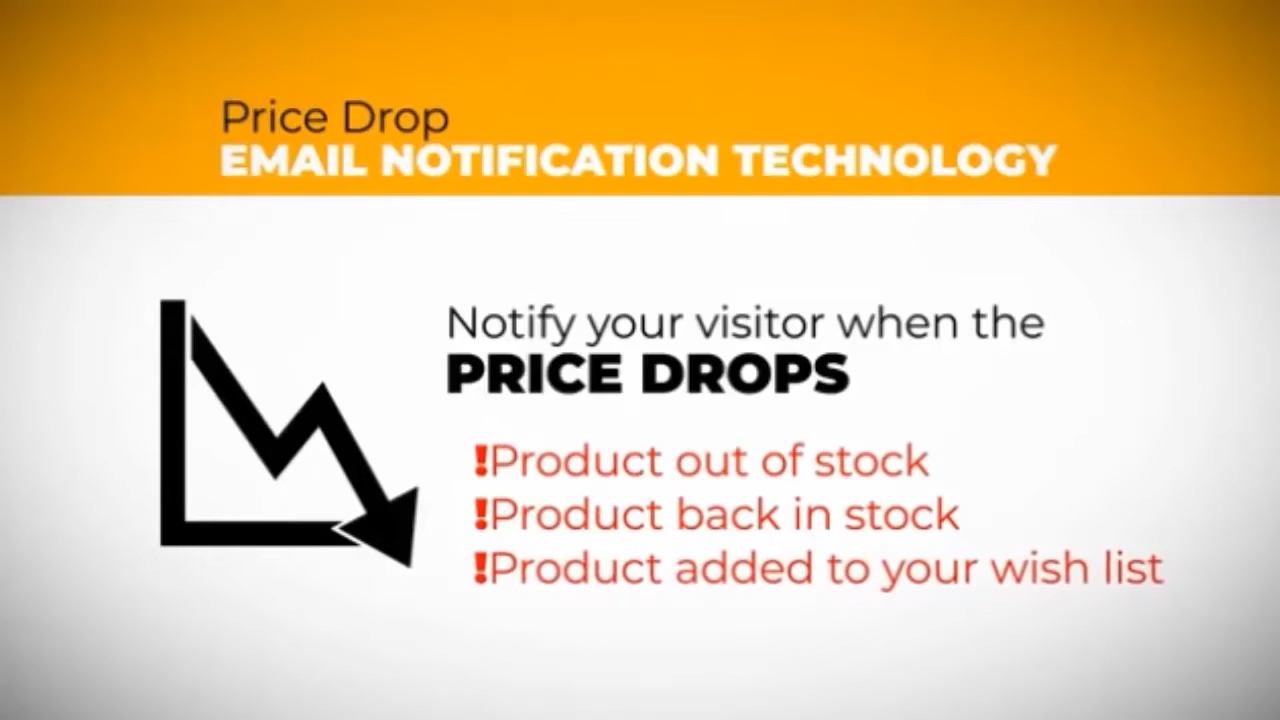 Price Drop
EMAIL NOTIFICATION TECHNOLOGY
Notify your visitor when the
PRICE DROPS
!Product out of stock
!Product back in stock
!Product added to your wish list